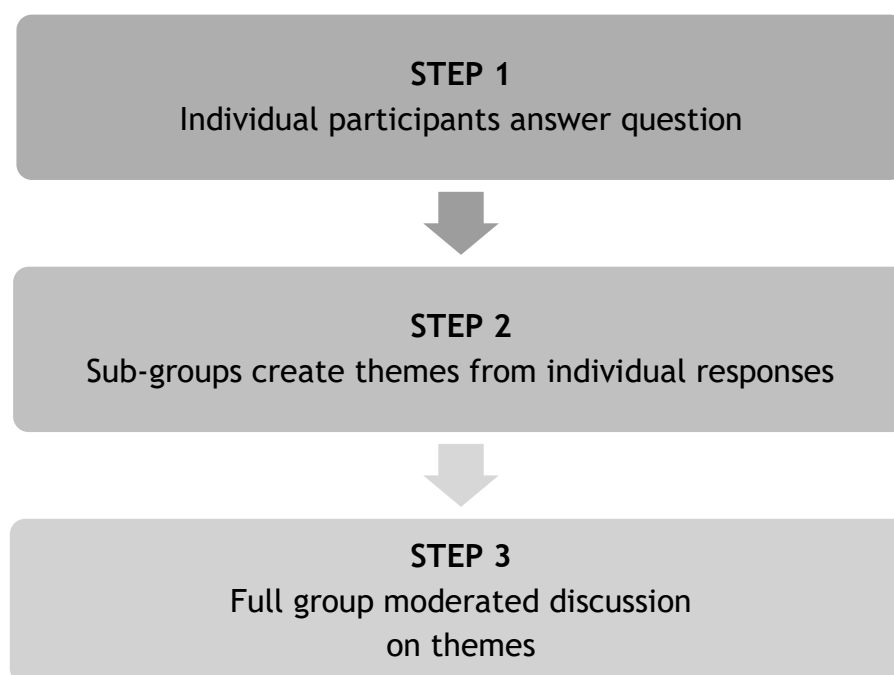 STEP 1
Individual participants answer question
STEP 2
Sub-groups create themes from individual responses
STEP 3
Full group moderated discussion
on themes